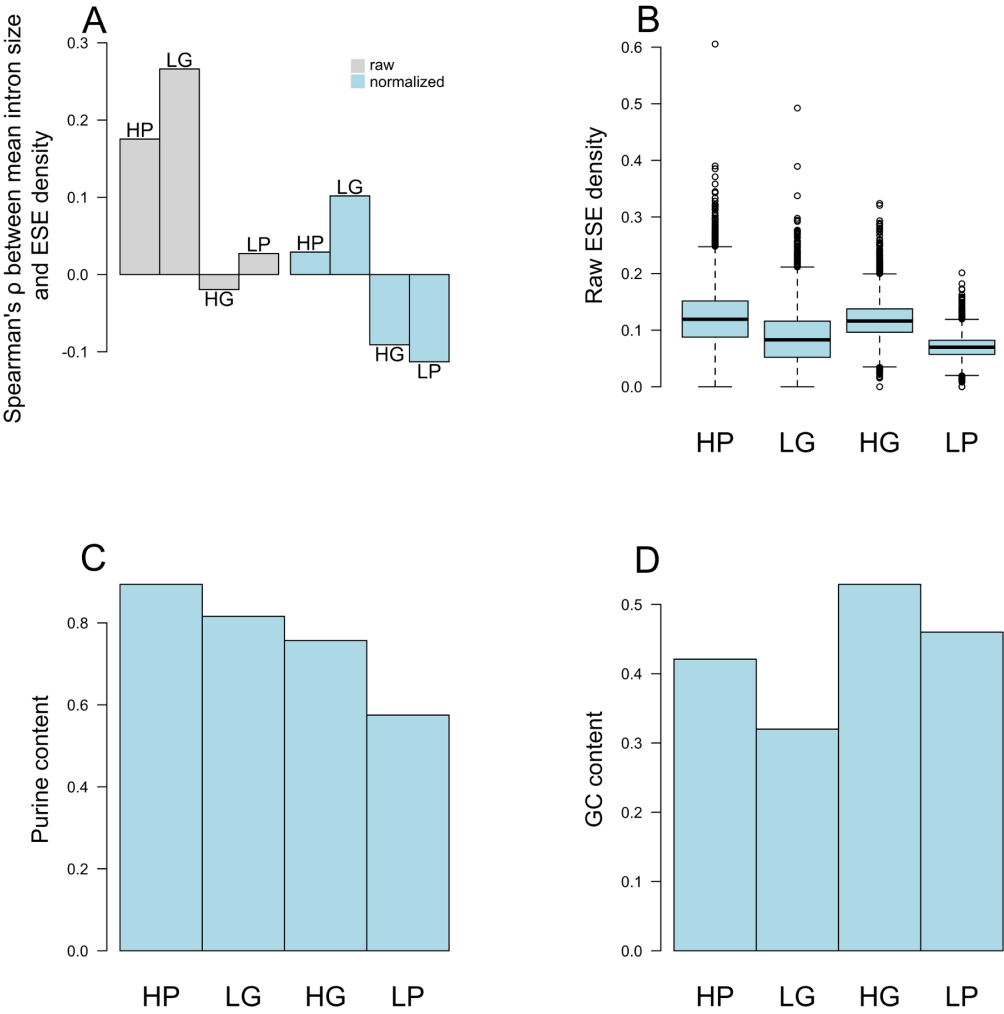 A
Spearman's ρ between mean intron size
and ESE density
0.3
0.2
0.1
0.0
-0.1
HP
LG
HG
LP
HP
LG
HG
LP
raw
normalized
B
Raw ESE density
0.6
0.5
0.4
0.3
0.2
0.1
0.0
HP LG HG LP
C
Purine content
0.8
0.6
0.4
0.2
0.0
HP LG HG LP
D
GC content
0.5
0.4
0.3
0.2
0.1
0.0
HP LG HG LP